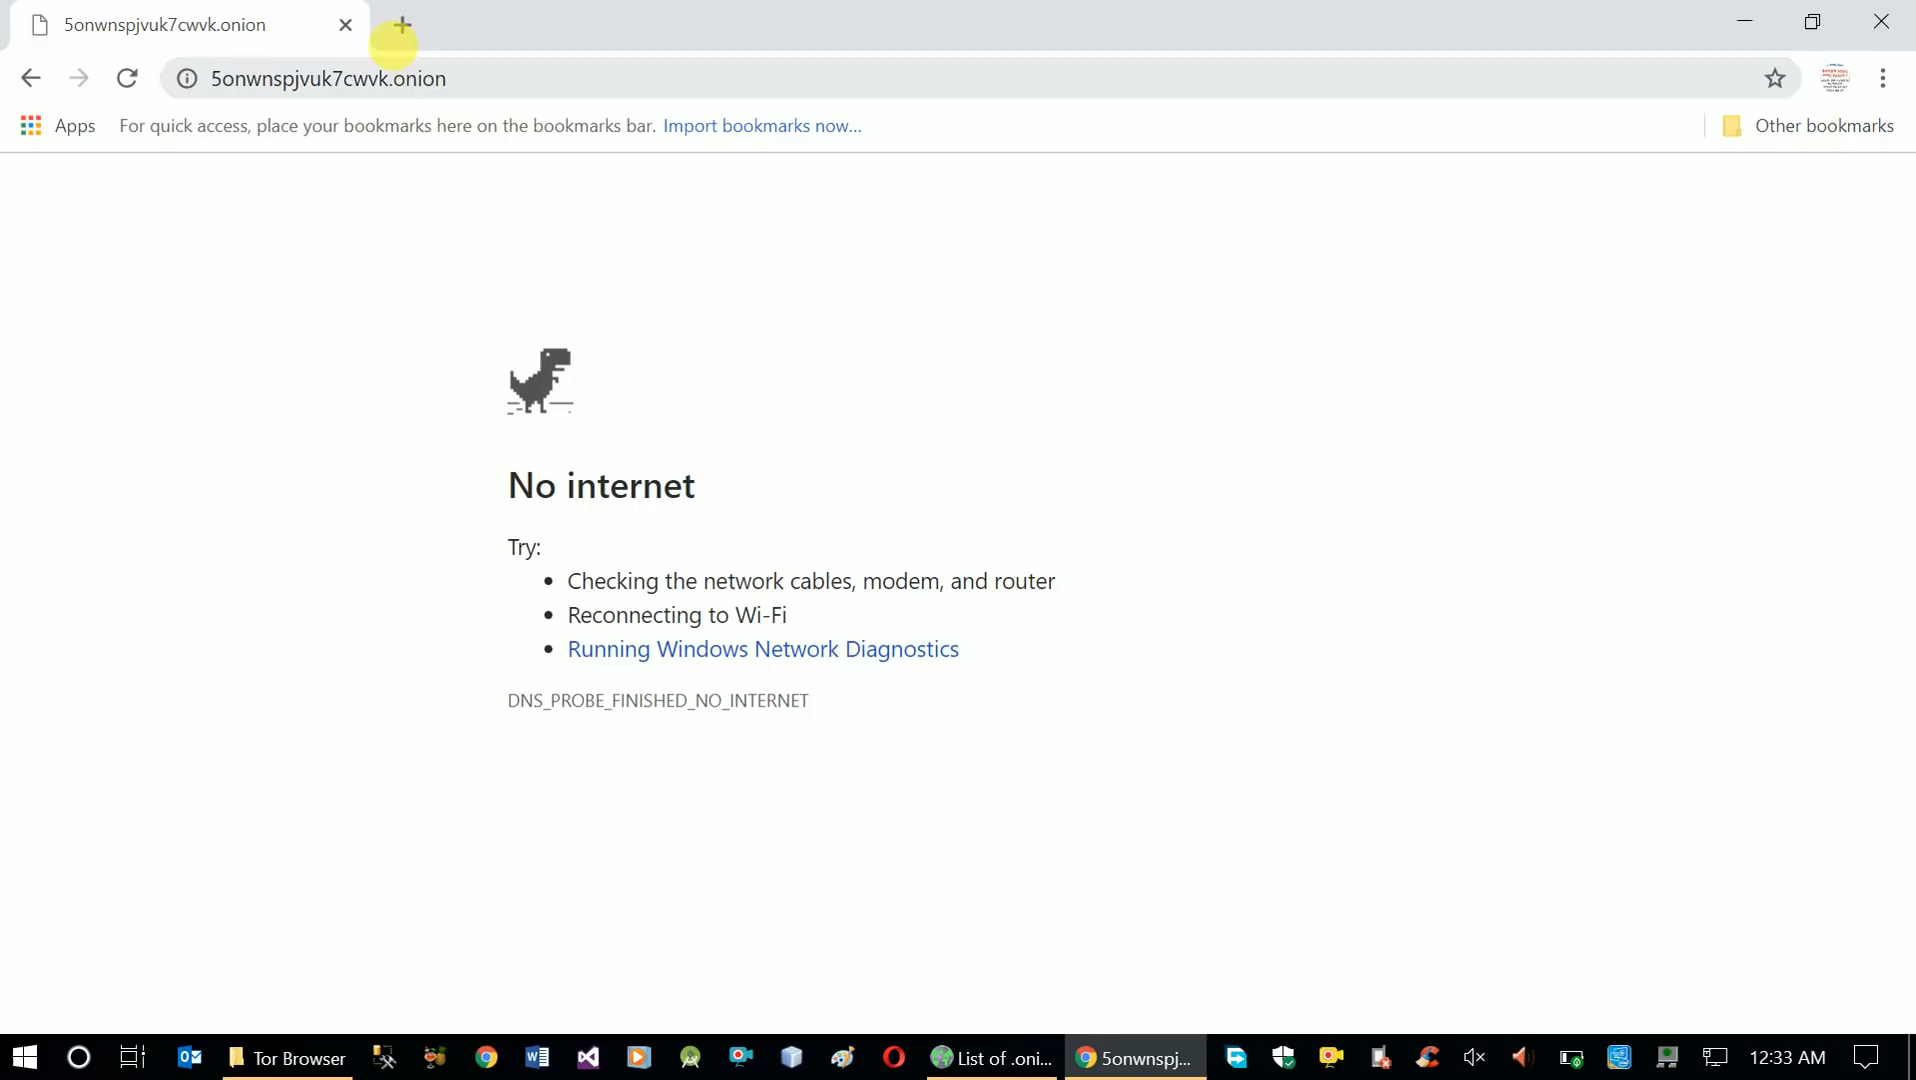 5onwnspjvuk7cwvk.onion
5onwnspjvuk7cwvk.onion
Apps For quick access, place your bookmarks here on the bookmarks bar. Import bookmarks now... Other bookmarks
No internet
Try:
• Checking the network cables, modem, and router
• Reconnecting to Wi-Fi
• Running Windows Network Diagnostics
DNS_PROBE_FINISHED_NO_INTERNET
Tor Browser List of .oni... 5onwnspj... 12:33 AM